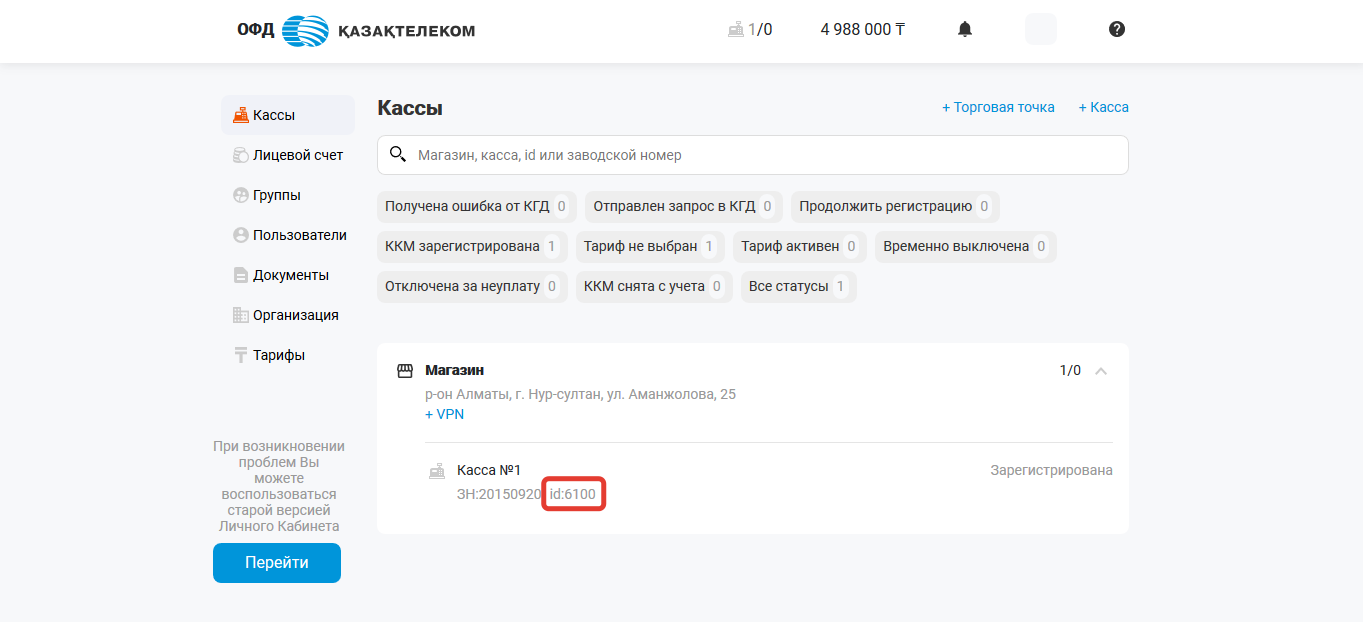 ОФД ҚАЗАҚТЕЛЕКОМ
1/0
4 988 000 ₸
Кассы
Лицевой счет
Группы
Пользователи
Документы
Организация
Тарифы
При возникновении
проблем Вы
можете
воспользоваться
старой версией
Личного Кабинета
Перейти
Кассы
+ Торговая точка
+ Касса
Магазин, касса, id или заводской номер
Получена ошибка от КГД 0
Отправлен запрос в КГД 0
Продолжить регистрацию 0
ККМ зарегистрирована 1
Тариф не выбран 1
Тариф активен 0
Временно выключена 0
Отключена за неуплату 0
ККМ снята с учета 0
Все статусы 1
Магазин
1/0
р-он Алматы, г. Нур-султан, ул. Аманжолова, 25
+ VPN
Касса №1
Зарегистрирована
ЗН:20150920 id:6100